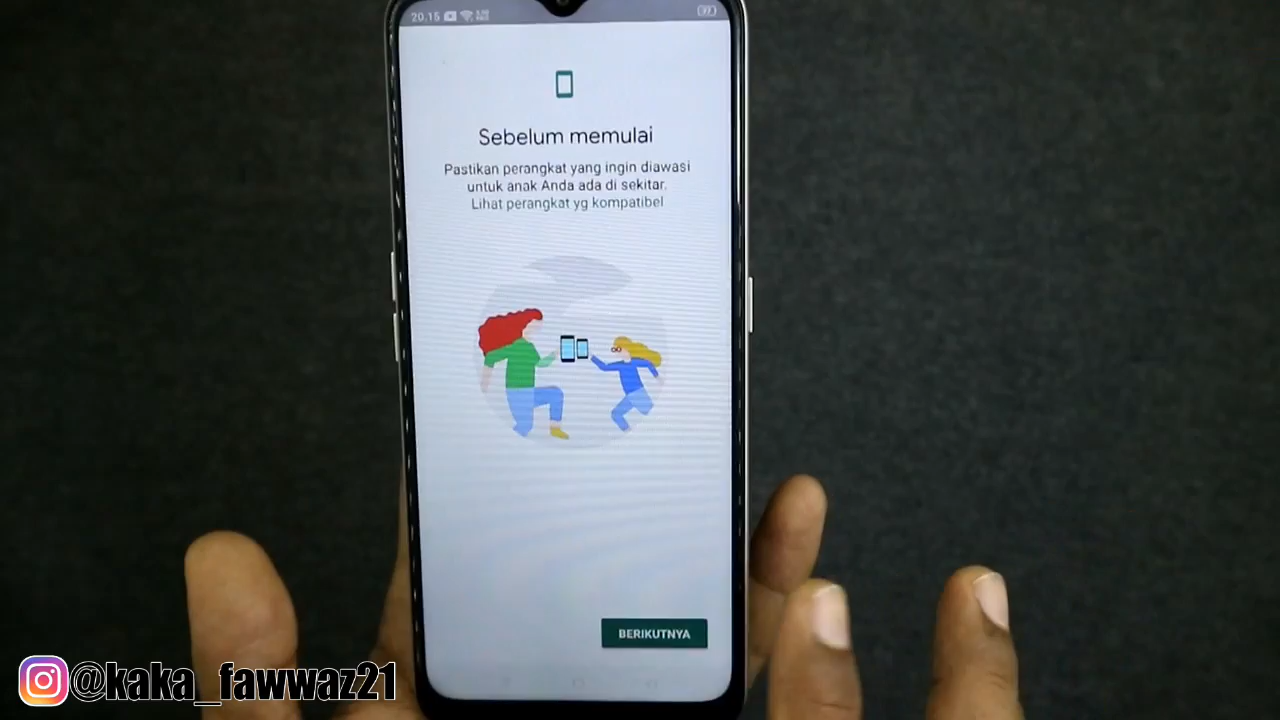 20.15
Sebelum memulai
Pastikan perangkat yang ingin diawasi
untuk anak Anda ada di sekitar.
Lihat perangkat yg kompatibel
BERIKUTNYA
@kaka_fawwaz21